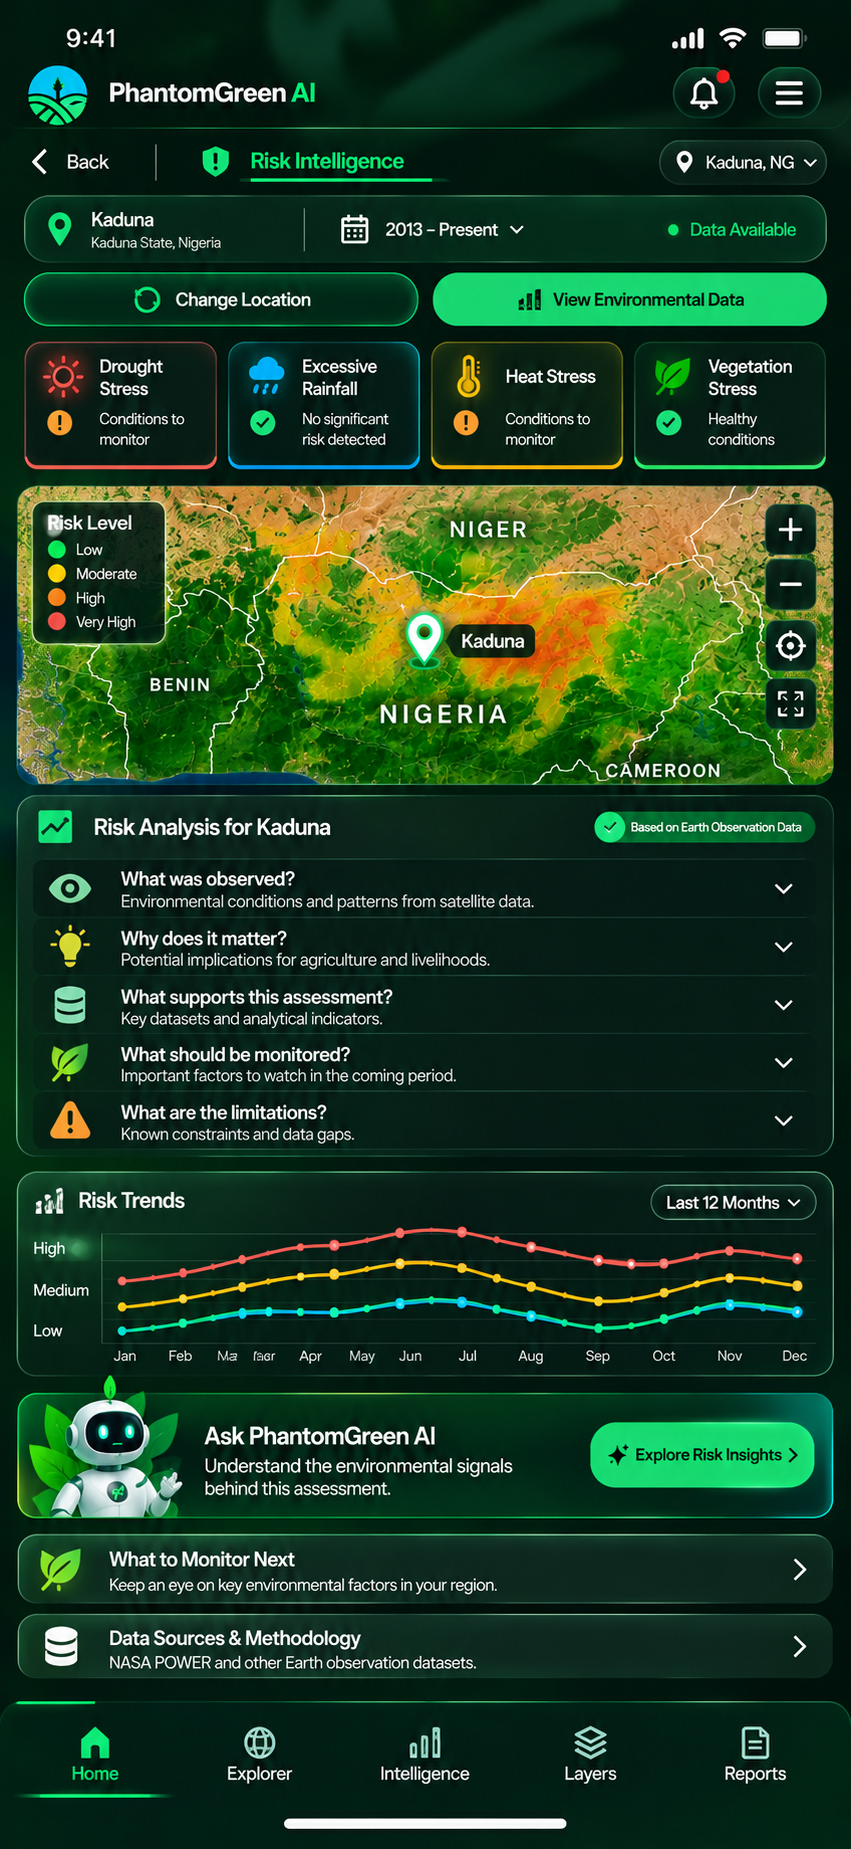 9:41
PhantomGreen AI
Back
Risk Intelligence
Kaduna, NG
Kaduna
Kaduna State, Nigeria
2013 – Present
Data Available
Change Location
View Environmental Data
Drought
Stress
Conditions to
monitor
Excessive
Rainfall
No significant
risk detected
Heat Stress
Conditions to
monitor
Vegetation
Stress
Healthy
conditions
Risk Level
Low
Moderate
High
Very High
NIGER
Kaduna
BENIN
NIGERIA
CAMEROON
Risk Analysis for Kaduna
Based on Earth Observation Data
What was observed?
Environmental conditions and patterns from satellite data.
Why does it matter?
Potential implications for agriculture and livelihoods.
What supports this assessment?
Key datasets and analytical indicators.
What should be monitored?
Important factors to watch in the coming period.
What are the limitations?
Known constraints and data gaps.
Risk Trends
Last 12 Months
High
Medium
Low
Jan Feb Apr May Jun Jul Aug Sep Oct Nov Dec
Ask PhantomGreen AI
Understand the environmental signals
behind this assessment.
Explore Risk Insights
What to Monitor Next
Keep an eye on key environmental factors in your region.
Data Sources & Methodology
NASA POWER and other Earth observation datasets.
Home
Explorer
Intelligence
Layers
Reports